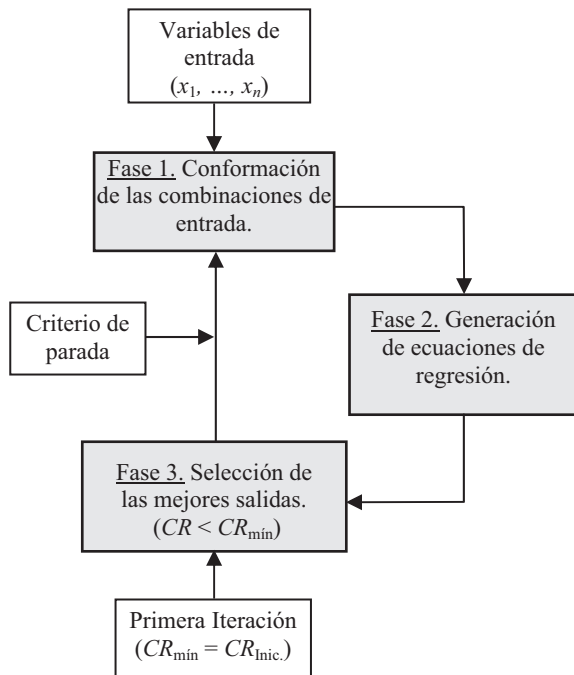 Variables de
entrada
(x1, ..., xn)
Fase 1. Conformación
de las combinaciones de
entrada.
Criterio de
parada
Fase 2. Generación
de ecuaciones de
regresión.
Fase 3. Selección de
las mejores salidas.
(CR < CRmín)
Primera Iteración
(CRmín = CRInic.)